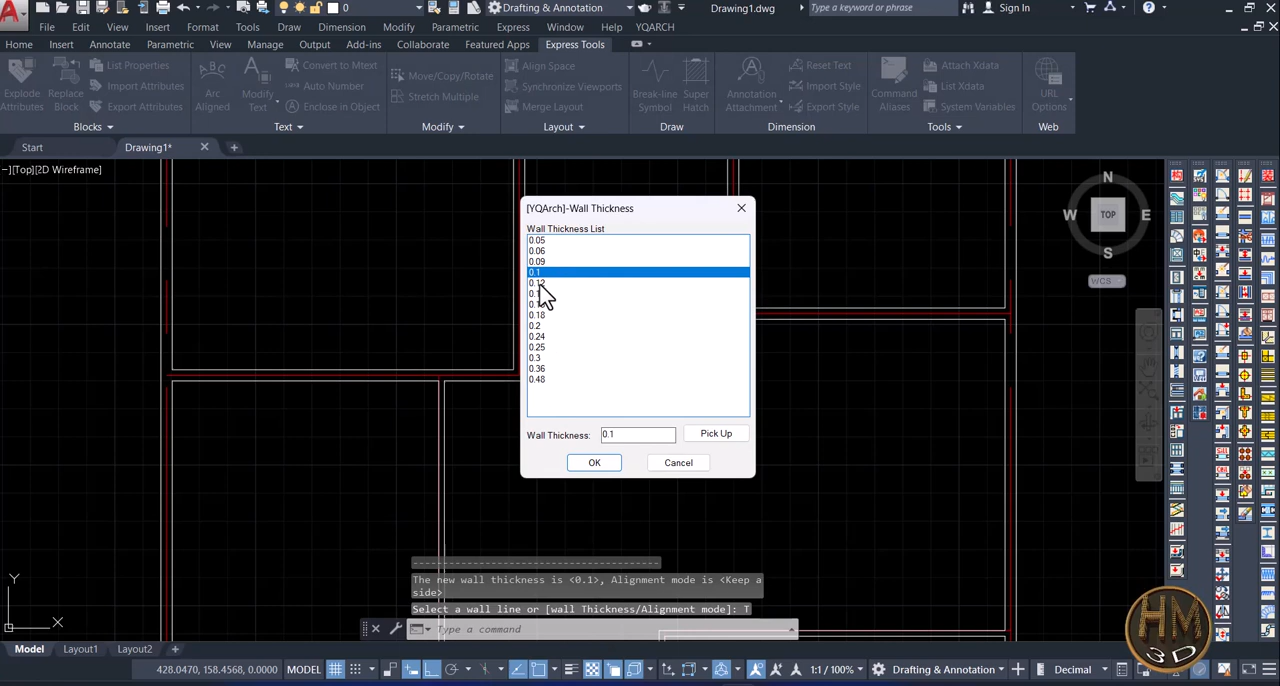 0
Drafting & Annotation
Drawing1.dwg
Type a keyword or phrase
Sign In
File Edit View Insert Format Tools Draw Dimension Modify Parametric Express Window Help YQARCH
Home Insert Annotate Parametric View Manage Output Add-ins Collaborate Featured Apps Express Tools
Explode Attributes
Replace Block
List Properties
Import Attributes
Export Attributes
Arc Aligned
Modify Text
Convert to Mtext
Auto Number
Enclose in Object
Move/Copy/Rotate
Stretch Multiple
Align Space
Synchronize Viewports
Merge Layout
Break-line Symbol
Super Hatch
Annotation Attachment
Reset Text
Import Style
Export Style
Command Aliases
Attach Xdata
List Xdata
System Variables
URL Options
Blocks Text Modify Layout Draw Dimension Tools Web
Start Drawing1*
–][Top][2D Wireframe]
N
W TOP E
S
WCS
[YQArch]-Wall Thickness
Wall Thickness List
0.05
0.06
0.09
0.1
0.12
0.18
0.2
0.24
0.25
0.3
0.36
0.48
Wall Thickness: 0.1 Pick Up
OK Cancel
The new wall thickness is <0.1>, Alignment mode is <Keep a
side>
Select a wall line or [wall Thickness/Alignment mode]: T
Type a command
Y
X
HM
3D
Model Layout1 Layout2
428.0470, 158.4568, 0.0000 MODEL 1:1 / 100% Drafting & Annotation Decimal